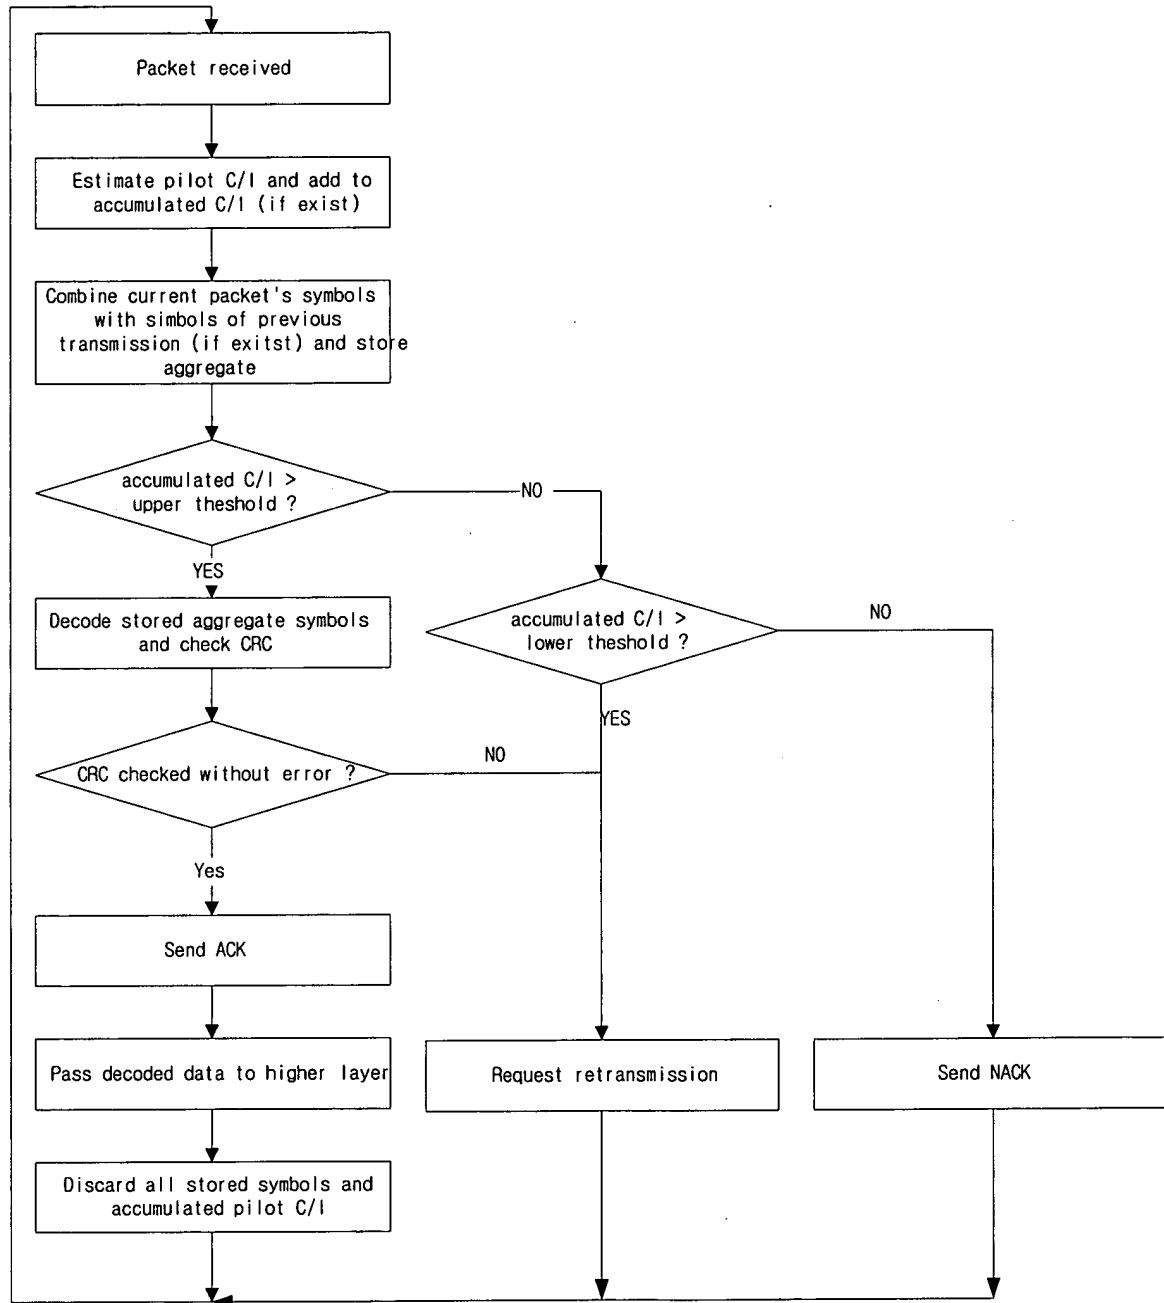 Packet received
Estimate pilot C/I and add to
accumulated C/I (if exist)
Combine current packet's symbols
with simbols of previous
transmission (if exitst) and store
aggregate
accumulated C/I >
upper theshold ?
NO
YES
Decode stored aggregate symbols
and check CRC
accumulated C/I >
lower theshold ?
NO
YES
CRC checked without error ?
NO
Yes
Send ACK
Pass decoded data to higher layer
Request retransmission
Send NACK
Discard all stored symbols and
accumulated pilot C/I